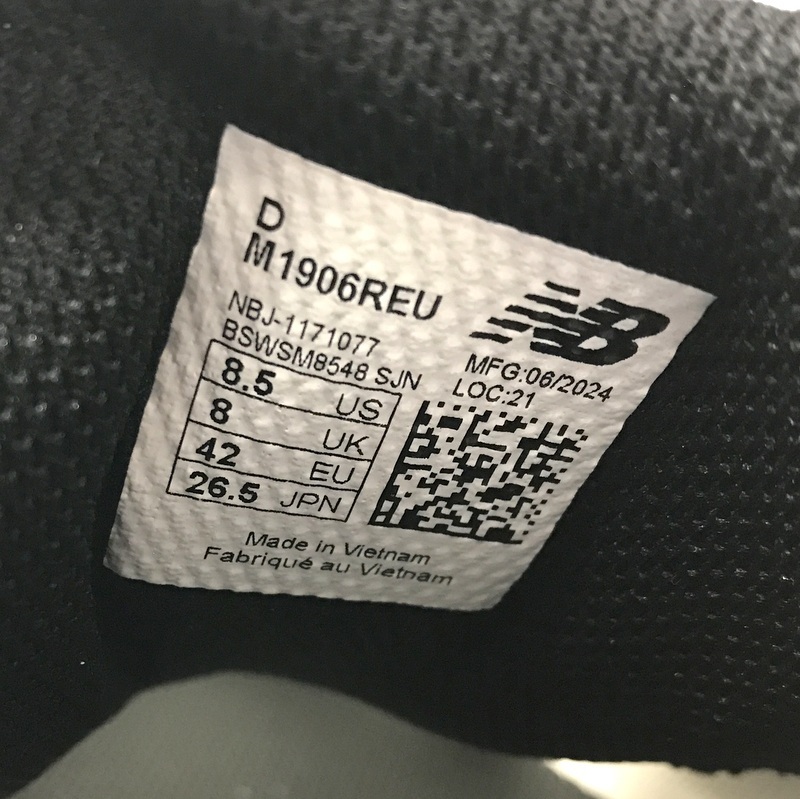 D
M1906REU
NB
NBJ-1171077
BSWSM8548 SJN
MFG:06/2024
LOC:21
8.5 US
8 UK
42 EU
26.5 JPN
Made in Vietnam
Fabriqué au Vietnam